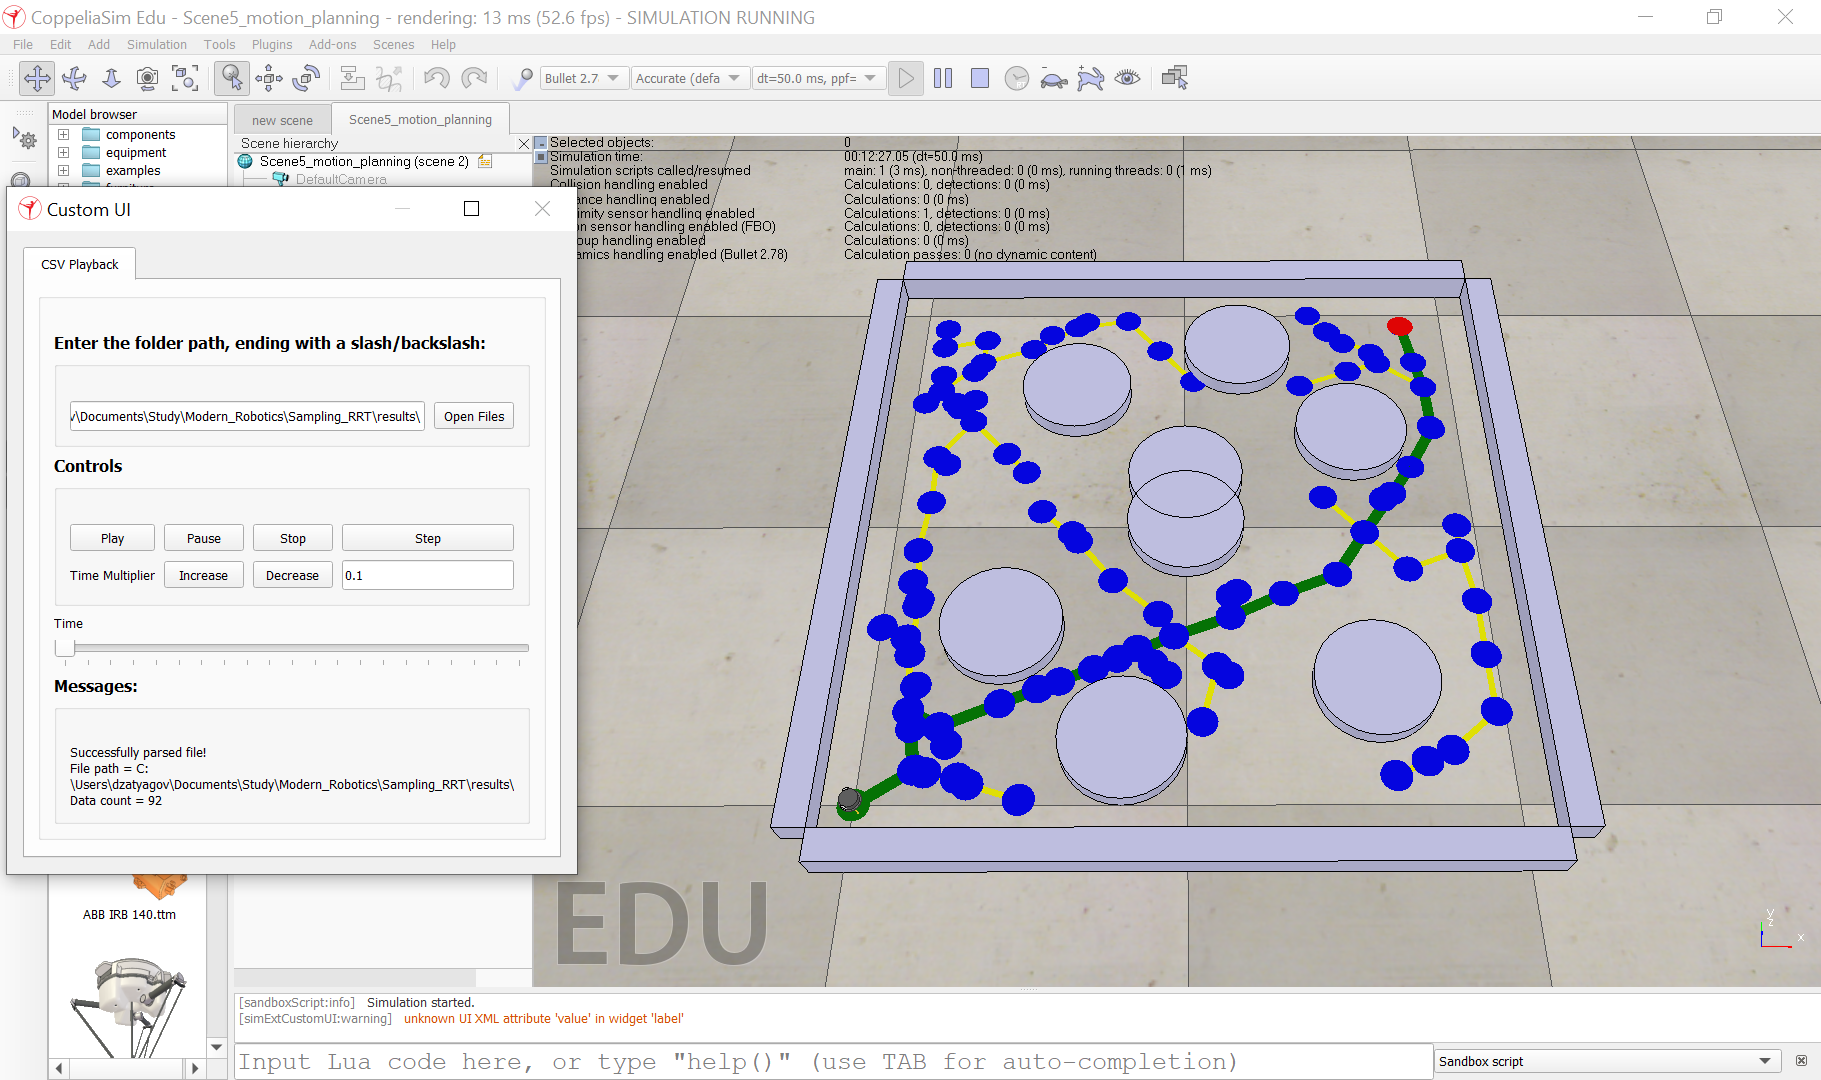 CoppeliaSim Edu - Scene5_motion_planning - rendering: 13 ms (52.6 fps) - SIMULATION RUNNING
File Edit Add Simulation Tools Plugins Add-ons Scenes Help
Bullet 2.7 Accurate (defa dt=50.0 ms, ppf=
Model browser
components
equipment
examples
new scene Scene5_motion_planning
Scene hierarchy
Scene5_motion_planning (scene 2)
DefaultCamera
Selected objects: 0
Simulation time: 00:12:27.05 (dt=50.0 ms)
Simulation scripts called/resumed main: 1 (3 ms), non-threaded: 0 (0 ms), running threads: 0 (1 ms)
Collision handling enabled Calculations: 0, detections: 0 (0 ms)
ance handling enabled Calculations: 0 (0 ms)
imity sensor handling enabled Calculations: 1, detections: 0 (0 ms)
on sensor handling enabled (FBO) Calculations: 0, detections: 0 (0 ms)
oup handling enabled Calculations: 0 (0 ms)
amics handling enabled (Bullet 2.78) Calculation passes: 0 (no dynamic content)
Custom UI
CSV Playback
Enter the folder path, ending with a slash/backslash:
\Documents\Study\Modern_Robotics\Sampling_RRT\results\ Open Files
Controls
Play Pause Stop Step
Time Multiplier Increase Decrease 0.1
Time
Messages:
Successfully parsed file!
File path = C:
\Users\dzatyagov\Documents\Study\Modern_Robotics\Sampling_RRT\results\
Data count = 92
ABB IRB 140.ttm
EDU
y
z
x
[sandboxScript:info] Simulation started.
[simExtCustomUI:warning] unknown UI XML attribute 'value' in widget 'label'
Input Lua code here, or type "help()" (use TAB for auto-completion)
Sandbox script